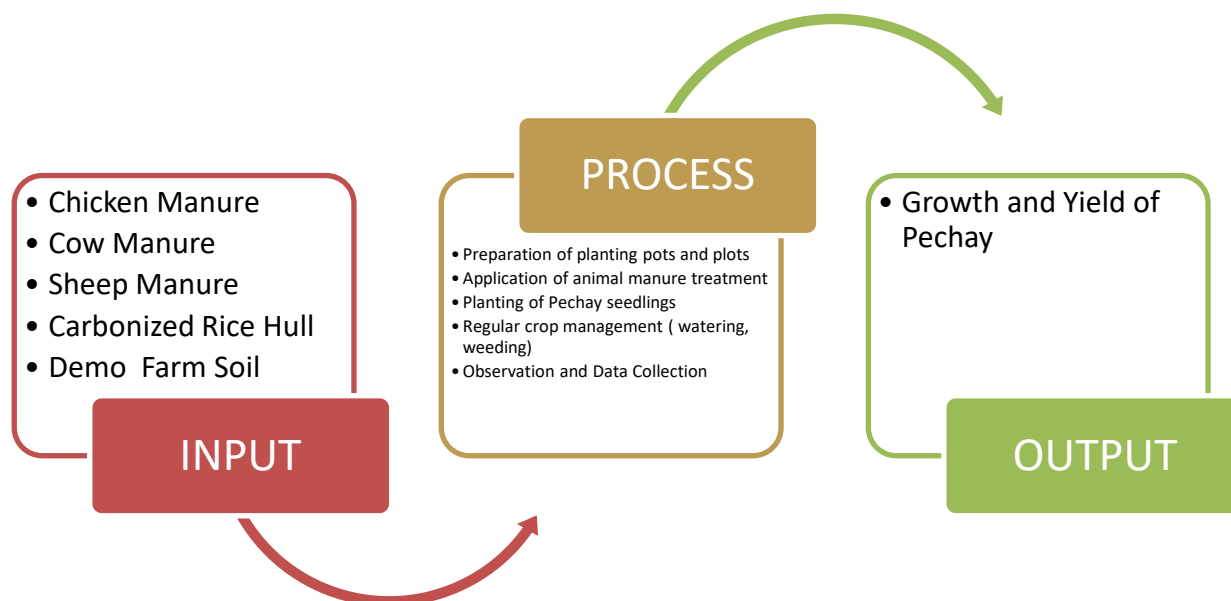 • Chicken Manure
• Cow Manure
• Sheep Manure
• Carbonized Rice Hull
• Demo  Farm Soil
INPUT
PROCESS
• Preparation of planting pots and plots
• Application of animal manure treatment
• Planting of Pechay seedlings
• Regular crop management ( watering,
weeding)
• Observation and Data Collection
• Growth and Yield of
Pechay
OUTPUT